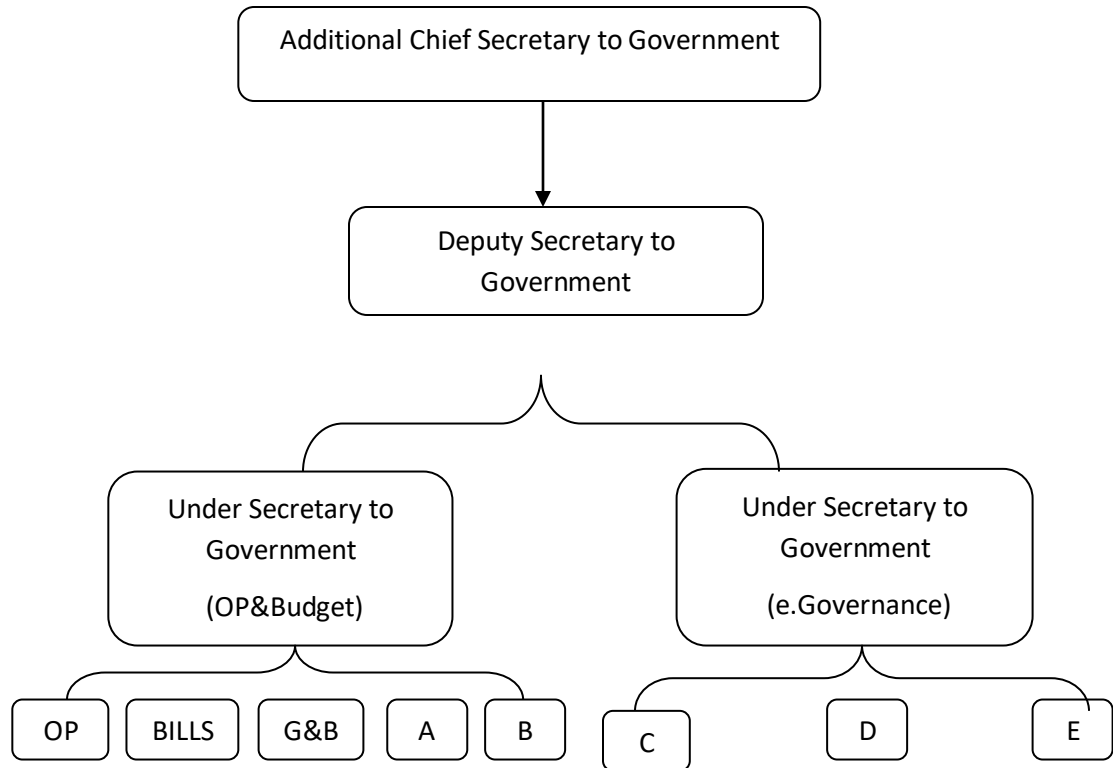 Additional Chief Secretary to Government
Deputy Secretary to
Government
Under Secretary to
Government
(OP&Budget)
Under Secretary to
Government
(e.Governance)
OP
BILLS
G&B
A
B
C
D
E